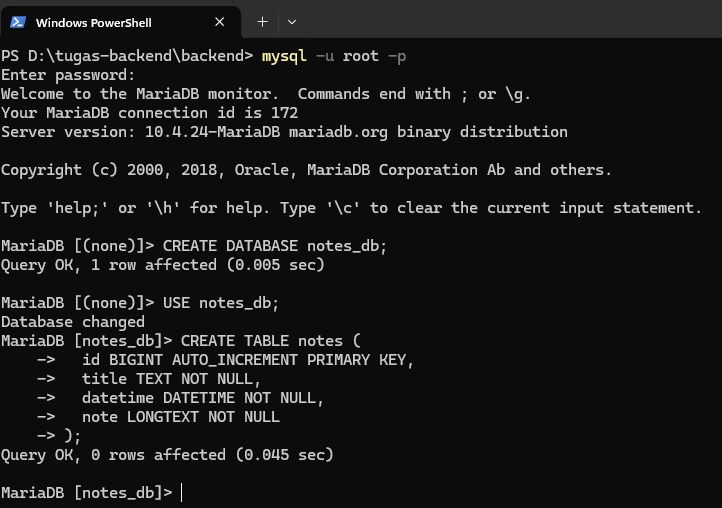 Windows PowerShell
PS D:\tugas-backend\backend> mysql -u root -p
Enter password:
Welcome to the MariaDB monitor.  Commands end with ; or \g.
Your MariaDB connection id is 172
Server version: 10.4.24-MariaDB mariadb.org binary distribution
Copyright (c) 2000, 2018, Oracle, MariaDB Corporation Ab and others.
Type 'help;' or '\h' for help. Type '\c' to clear the current input statement.
MariaDB [(none)]> CREATE DATABASE notes_db;
Query OK, 1 row affected (0.005 sec)
MariaDB [(none)]> USE notes_db;
Database changed
MariaDB [notes_db]> CREATE TABLE notes (
    ->   id BIGINT AUTO_INCREMENT PRIMARY KEY,
    ->   title TEXT NOT NULL,
    ->   datetime DATETIME NOT NULL,
    ->   note LONGTEXT NOT NULL
    -> );
Query OK, 0 rows affected (0.045 sec)
MariaDB [notes_db]>